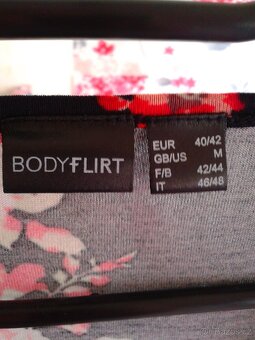 BODYFLIRT
EUR 40/42
GB/US M
F/B 42/44
IT 46/48